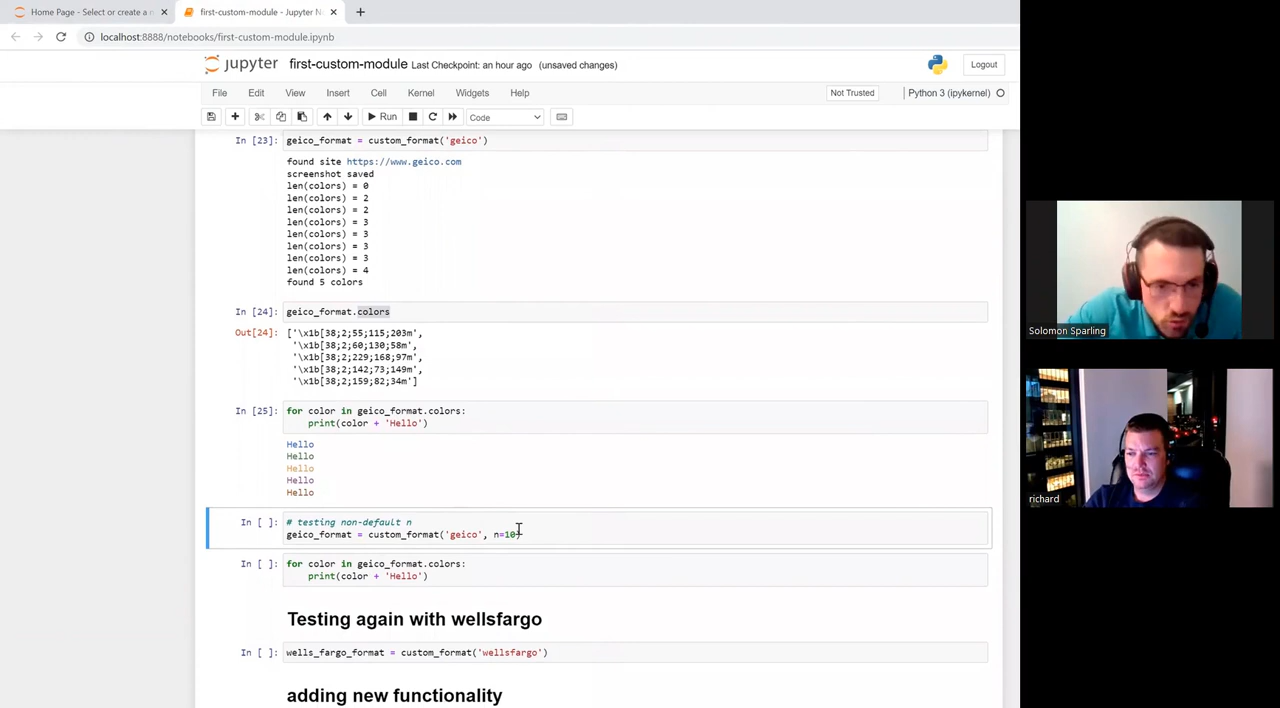 Home Page - Select or create a n
first-custom-module - Jupyter N
localhost:8888/notebooks/first-custom-module.ipynb
jupyter first-custom-module Last Checkpoint: an hour ago (unsaved changes)
Logout
File Edit View Insert Cell Kernel Widgets Help
Not Trusted
Python 3 (ipykernel)
Run
Code
In [23]: geico_format = custom_format('geico')
found site https://www.geico.com
screenshot saved
len(colors) = 0
len(colors) = 2
len(colors) = 2
len(colors) = 3
len(colors) = 3
len(colors) = 3
len(colors) = 3
len(colors) = 4
found 5 colors
In [24]: geico_format.colors
Out[24]: ['\x1b[38;2;55;115;203m',
'\x1b[38;2;60;130;58m',
'\x1b[38;2;229;168;97m',
'\x1b[38;2;142;73;149m',
'\x1b[38;2;159;82;34m']
In [25]: for color in geico_format.colors:
print(color + 'Hello')
Hello
Hello
Hello
Hello
Hello
In [ ]: # testing non-default n
geico_format = custom_format('geico', n=10)
In [ ]: for color in geico_format.colors:
print(color + 'Hello')
Testing again with wellsfargo
In [ ]: wells_fargo_format = custom_format('wellsfargo')
adding new functionality
Solomon Sparling
richard